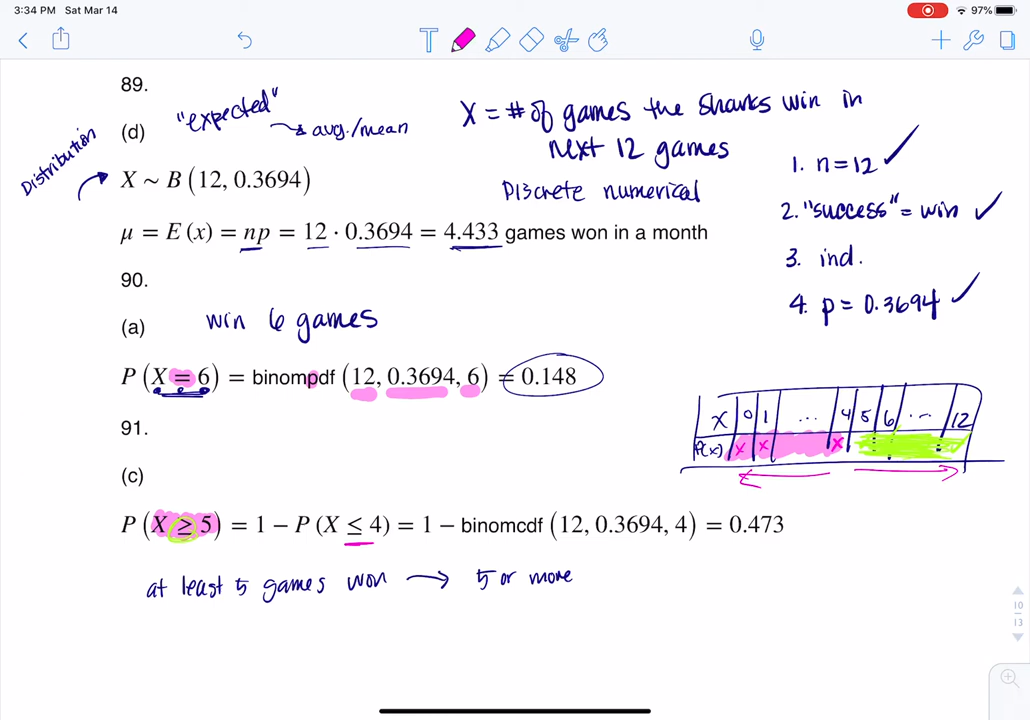 3:34 PM Sat Mar 14
97%
89.
(d)
"expected"
avg./mean
Distribution
X ~ B (12, 0.3694)
μ = E (x) = np = 12 · 0.3694 = 4.433 games won in a month
X = # of games the Sharks win in
next 12 games
Discrete numerical
1. n = 12 ✓
2. "success" = win ✓
3. ind.
4. p = 0.3694 ✓
90.
(a)
win 6 games
P (X = 6) = binompdf (12, 0.3694, 6) = 0.148
X 0 1 ... 4 5 6 ... 12
P(x) x x x
91.
(c)
P (X ≥ 5) = 1 − P (X ≤ 4) = 1 − binomcdf (12, 0.3694, 4) = 0.473
at least 5 games won → 5 or more
10
13